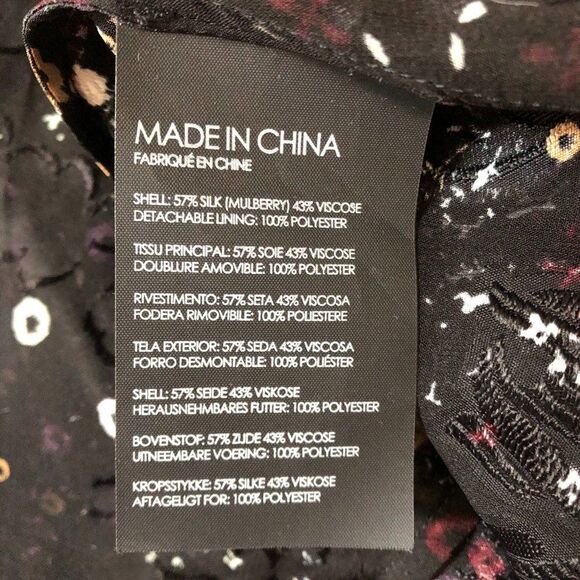 MADE IN CHINA
FABRIQUÉ EN CHINE
SHELL: 57% SILK (MULBERRY) 43% VISCOSE
DETACHABLE LINING: 100% POLYESTER
TISSU PRINCIPAL: 57% SOIE 43% VISCOSE
DOUBLURE AMOVIBLE: 100% POLYESTER
RIVESTIMENTO: 57% SETA 43% VISCOSA
FODERA RIMOVIBILE: 100% POLIESTERE
TELA EXTERIOR: 57% SEDA 43% VISCOSA
FORRO DESMONTABLE: 100% POLIÉSTER
SHELL: 57% SEIDE 43% VISKOSE
HERAUSNEHMBARES FUTTER: 100% POLYESTER
BOVENSTOF: 57% ZIJDE 43% VISCOSE
UITNEEMBARE VOERING: 100% POLYESTER
KROPSSTYKKE: 57% SILKE 43% VISCOSE
AFTAGELIGT FOR: 100% POLYESTER